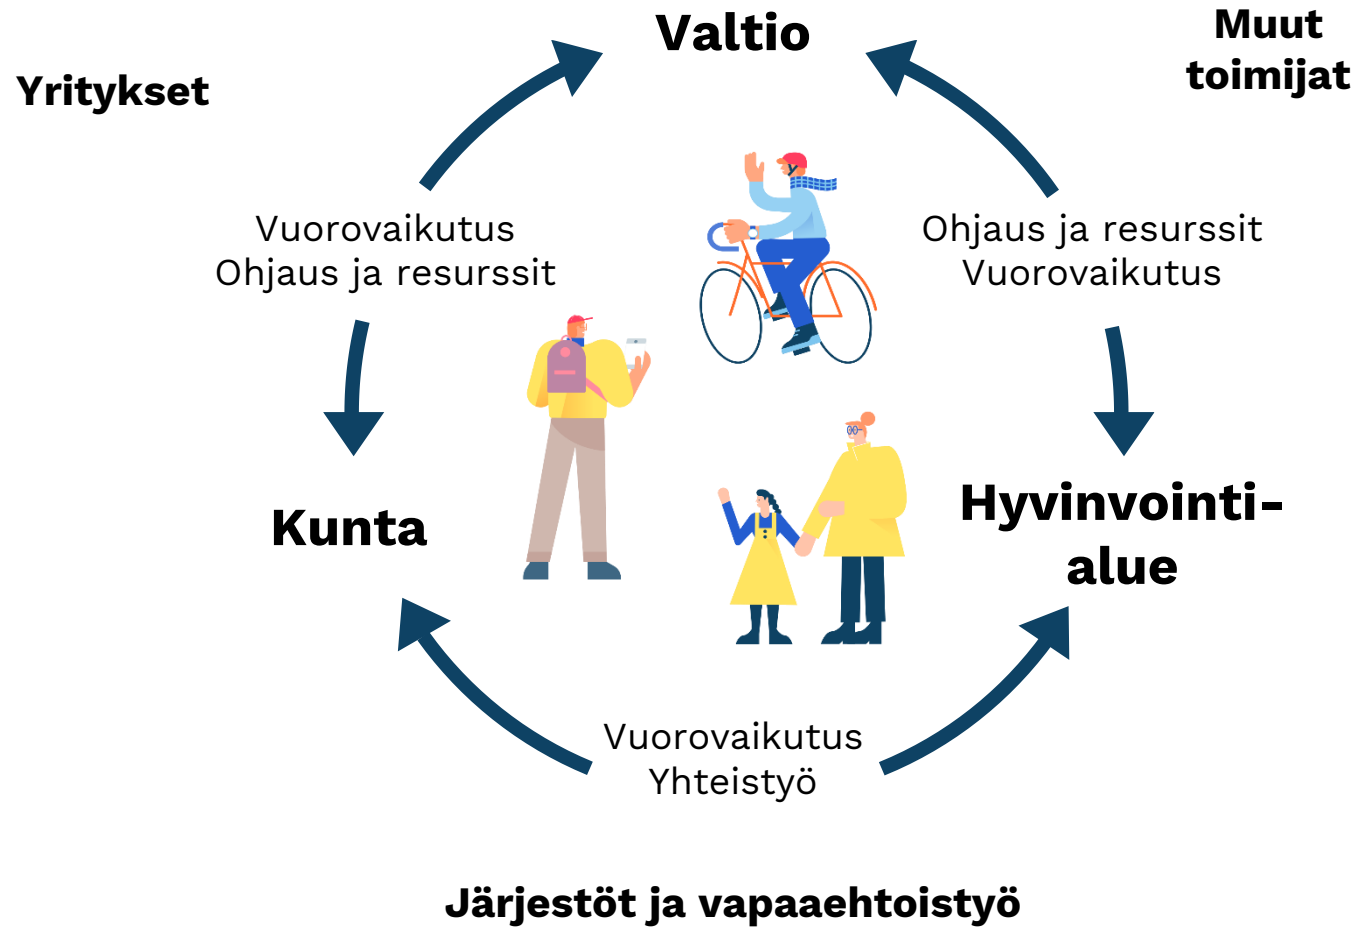 Valtio
Muut
toimijat
Yritykset
Vuorovaikutus
Ohjaus ja resurssit
Ohjaus ja resurssit
Vuorovaikutus
Kunta
Hyvinvointi-
alue
Vuorovaikutus
Yhteistyö
Järjestöt ja vapaaehtoistyö